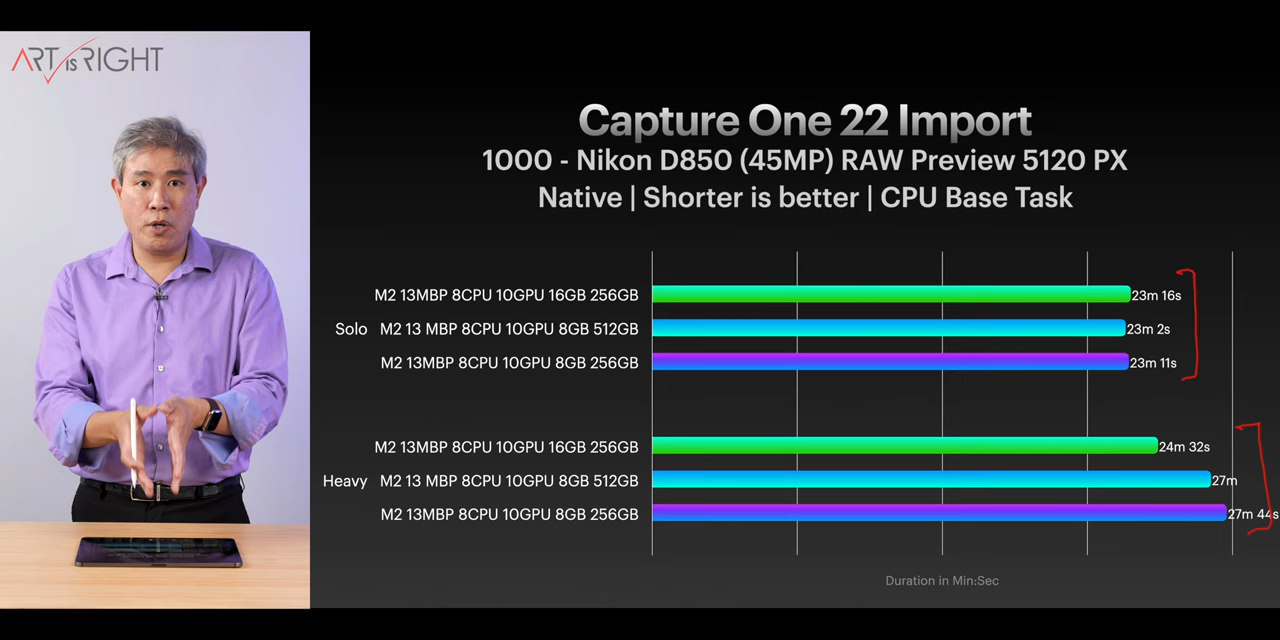 ART IS RIGHT
Capture One 22 Import
1000 - Nikon D850 (45MP) RAW Preview 5120 PX
Native | Shorter is better | CPU Base Task
M2 13MBP 8CPU 10GPU 16GB 256GB 23m 16s
Solo M2 13 MBP 8CPU 10GPU 8GB 512GB 23m 2s
M2 13MBP 8CPU 10GPU 8GB 256GB 23m 11s
M2 13MBP 8CPU 10GPU 16GB 256GB 24m 32s
Heavy M2 13 MBP 8CPU 10GPU 8GB 512GB 27m
M2 13MBP 8CPU 10GPU 8GB 256GB 27m 44s
Duration in Min:Sec